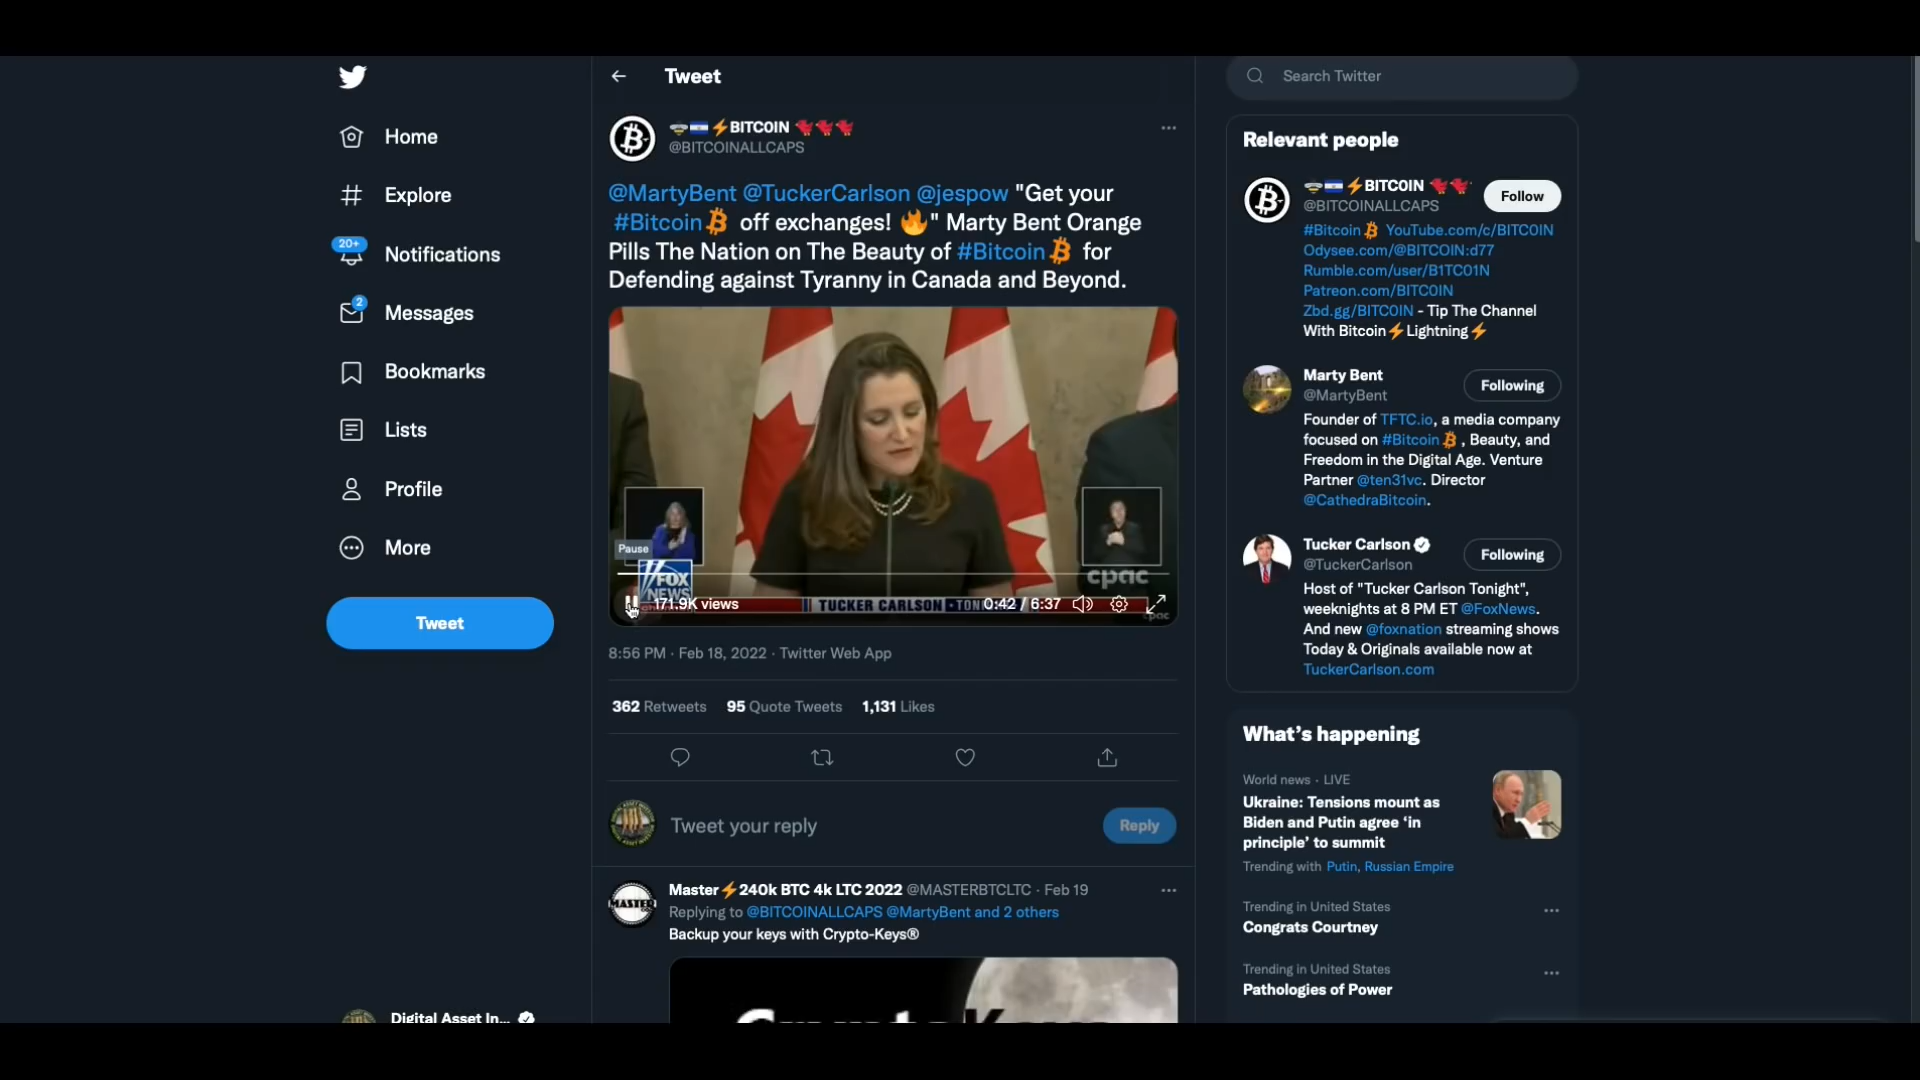 Home
Explore
20+
Notifications
2
Messages
Bookmarks
Lists
Profile
More
Tweet
Digital Asset In...
Tweet
BITCOIN
@BITCOINALLCAPS
@MartyBent @TuckerCarlson @jespow "Get your
#Bitcoin off exchanges! 🔥" Marty Bent Orange
Pills The Nation on The Beauty of #Bitcoin for
Defending against Tyranny in Canada and Beyond.
Pause
FOX
NEWS
cpac
171.9K views
TUCKER CARLSON
0:42 / 6:37
cpac
8:56 PM · Feb 18, 2022 · Twitter Web App
362 Retweets 95 Quote Tweets 1,131 Likes
Tweet your reply
Reply
Master⚡240k BTC 4k LTC 2022 @MASTERBTCLTC · Feb 19
MASTER
Replying to @BITCOINALLCAPS @MartyBent and 2 others
Backup your keys with Crypto-Keys®
Search Twitter
Relevant people
BITCOIN
@BITCOINALLCAPS
Follow
#Bitcoin YouTube.com/c/BITC0IN
Odysee.com/@BITC0IN:d77
Rumble.com/user/B1TC01N
Patreon.com/BITC0IN
Zbd.gg/BITC0IN - Tip The Channel
With Bitcoin⚡Lightning⚡
Marty Bent
@MartyBent
Following
Founder of TFTC.io, a media company
focused on #Bitcoin , Beauty, and
Freedom in the Digital Age. Venture
Partner @ten31vc. Director
@CathedraBitcoin.
Tucker Carlson
@TuckerCarlson
Following
Host of "Tucker Carlson Tonight",
weeknights at 8 PM ET @FoxNews.
And new @foxnation streaming shows
Today & Originals available now at
TuckerCarlson.com
What's happening
World news · LIVE
Ukraine: Tensions mount as
Biden and Putin agree 'in
principle' to summit
Trending with Putin, Russian Empire
Trending in United States
Congrats Courtney
Trending in United States
Pathologies of Power